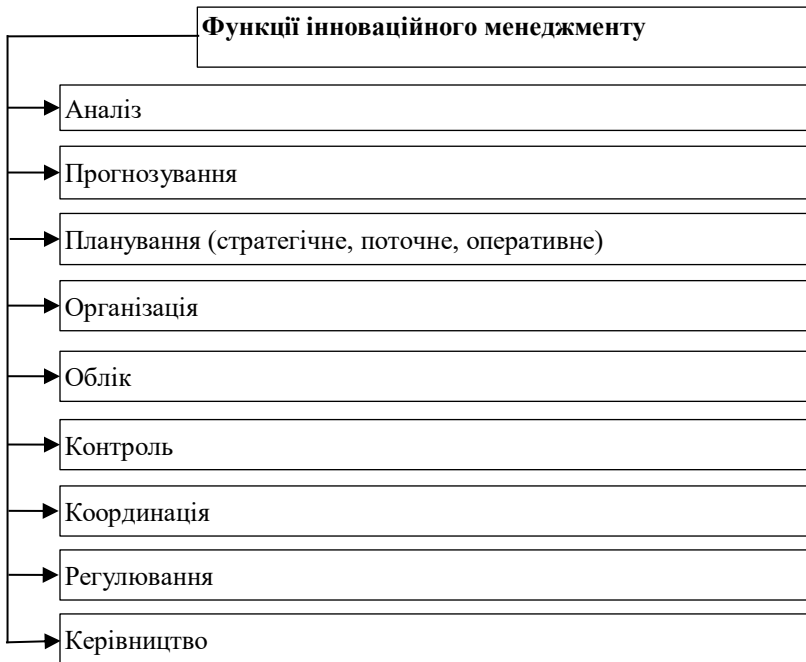 Функції інноваційного менеджменту
Аналіз
Прогнозування
Планування (стратегічне, поточне, оперативне)
Організація
Облік
Контроль
Координація
Регулювання
Керівництво